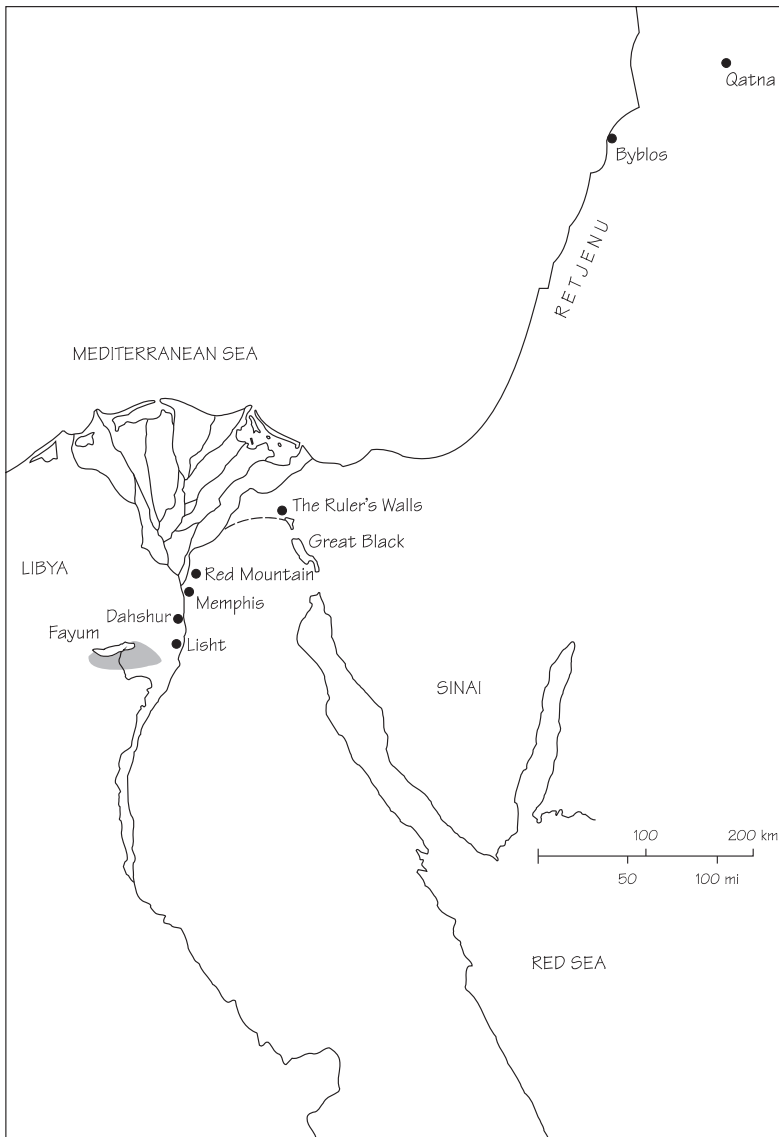 Qatna
Byblos
RETJENU
MEDITERRANEAN SEA
The Ruler's Walls
Great Black
LIBYA
Red Mountain
Memphis
Dahshur
Fayum
Lisht
SINAI
100 200 km
50 100 mi
RED SEA